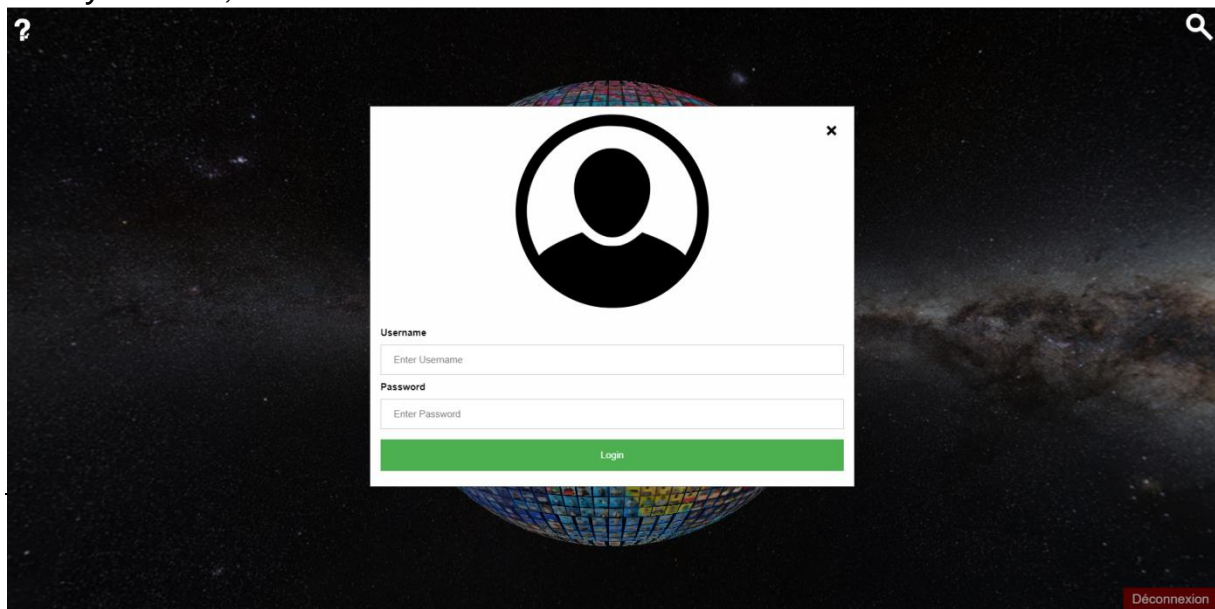 ?
Username
Enter Username
Password
Enter Password
Login
Déconnexion